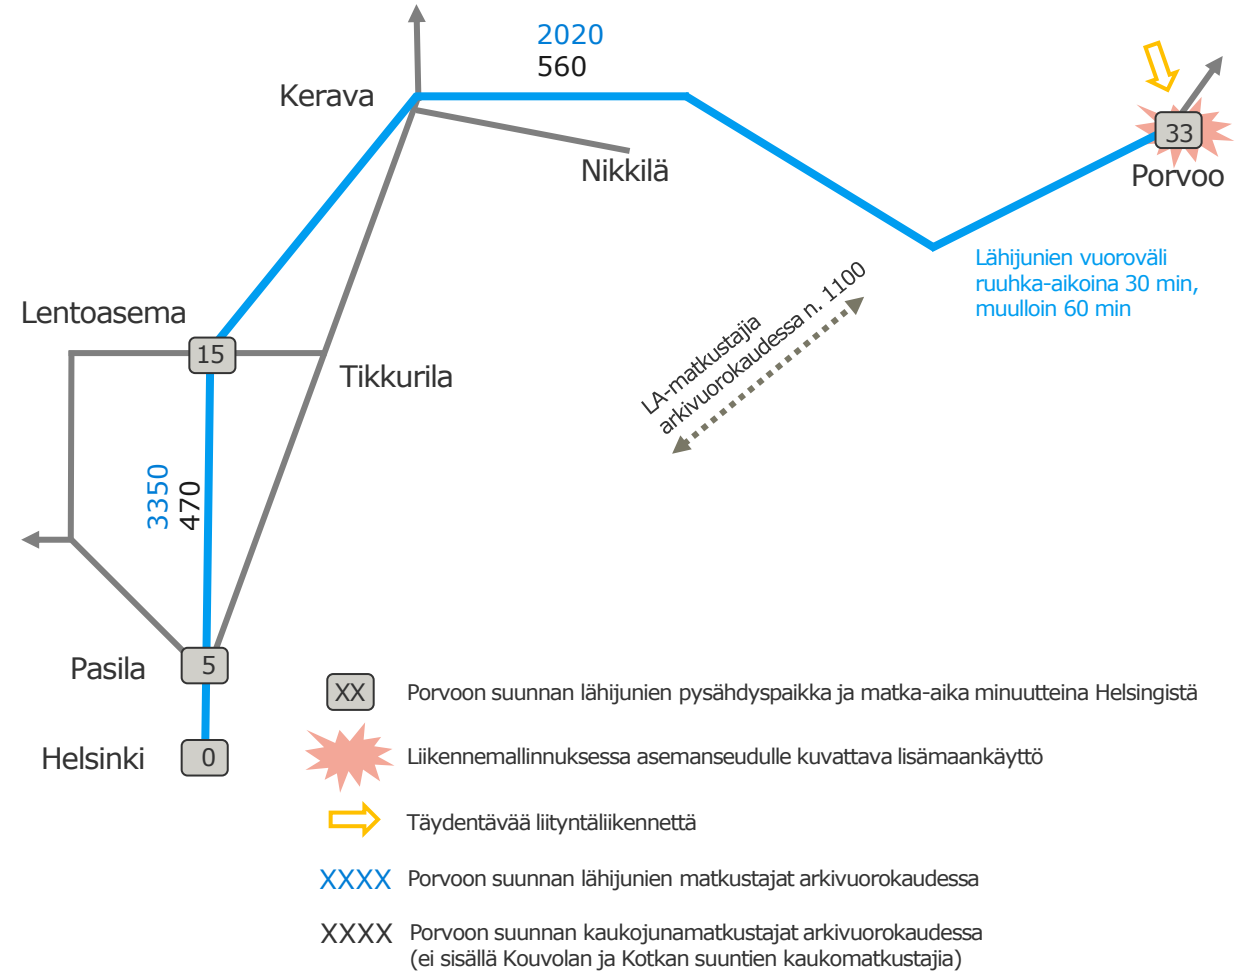 2020
560
Kerava
33
Nikkilä
Porvoo
Lähijunien vuoroväli
ruuhka-aikoina 30 min,
muulloin 60 min
LA-matkustajia
arkivuorokaudessa n. 1100
Lentoasema
15
Tikkurila
3350
470
Pasila
5
Helsinki
0
XX Porvoon suunnan lähijunien pysähdyspaikka ja matka-aika minuutteina Helsingistä
Liikennemallinnuksessa asemanseudulle kuvattava lisämaankäyttö
Täydentävää liityntäliikennettä
XXXX Porvoon suunnan lähijunien matkustajat arkivuorokaudessa
XXXX Porvoon suunnan kaukojunamatkustajat arkivuorokaudessa
(ei sisällä Kouvolan ja Kotkan suuntien kaukomatkustajia)